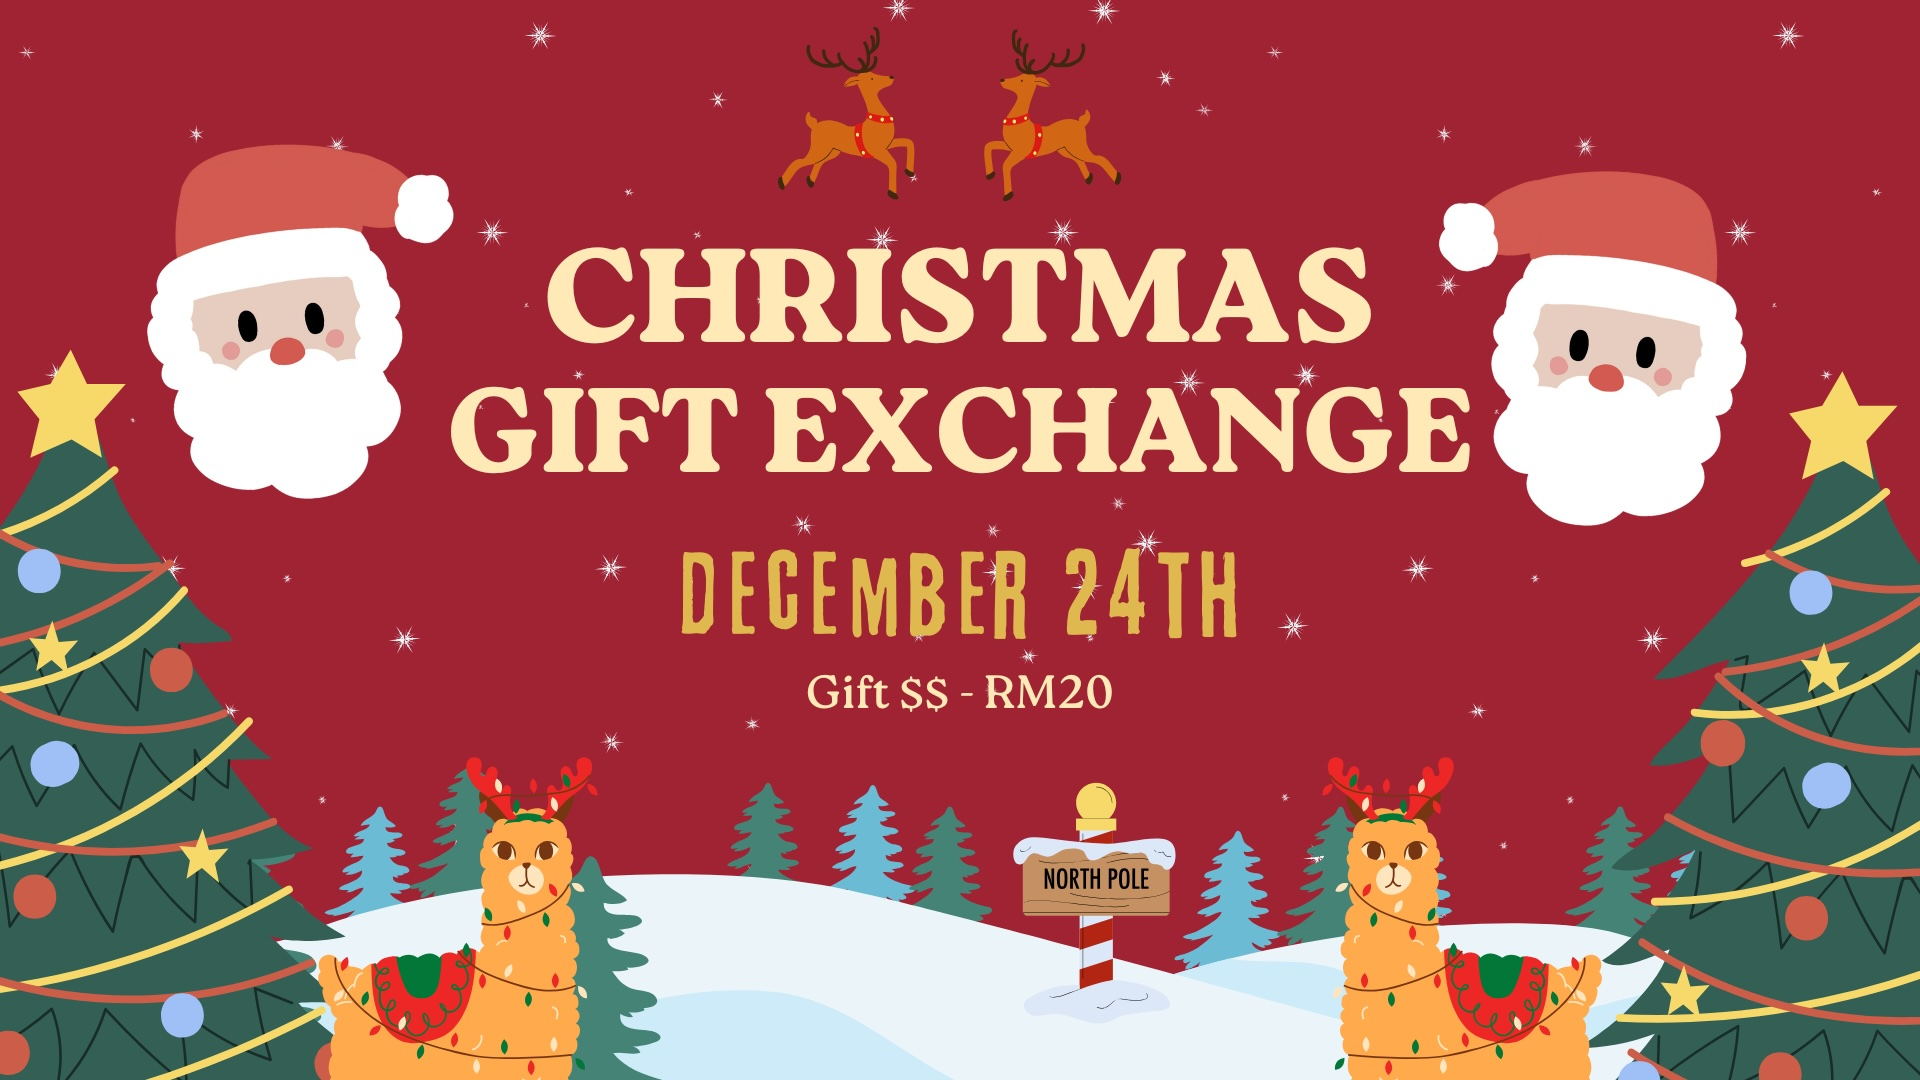 CHRISTMAS
GIFT EXCHANGE
DECEMBER 24TH
Gift $$ - RM20
NORTH POLE